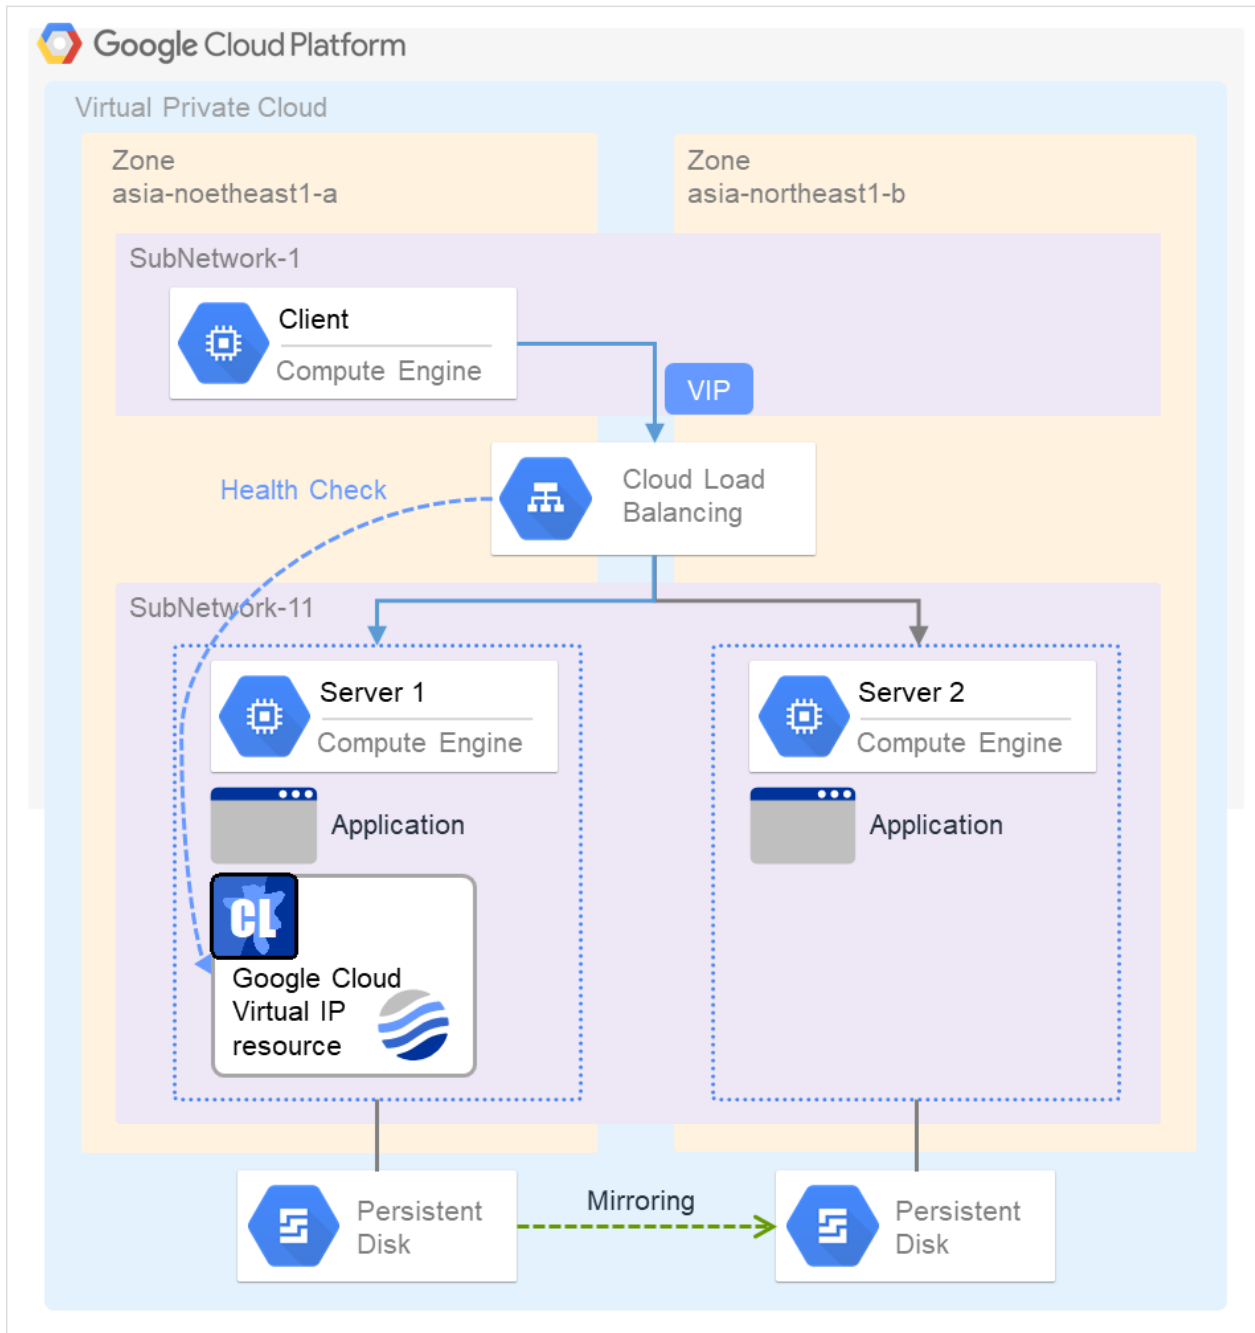 Google Cloud Platform
Virtual Private Cloud
Zone
asia-noetheast1-a
Zone
asia-northeast1-b
SubNetwork-1
Client
Compute Engine
VIP
Cloud Load
Balancing
Health Check
SubNetwork-11
Server 1
Compute Engine
Server 2
Compute Engine
Application
Application
CL
Google Cloud
Virtual IP
resource
Persistent
Disk
Mirroring
Persistent
Disk